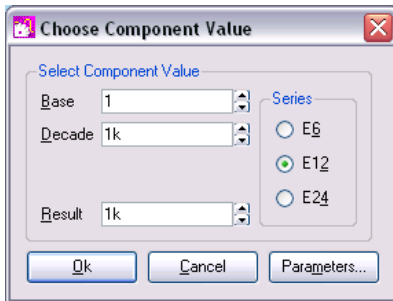 Choose Component Value
Select Component Value
Base 1
Decade 1k
Result 1k
Series
E6
E12
E24
Ok Cancel Parameters...